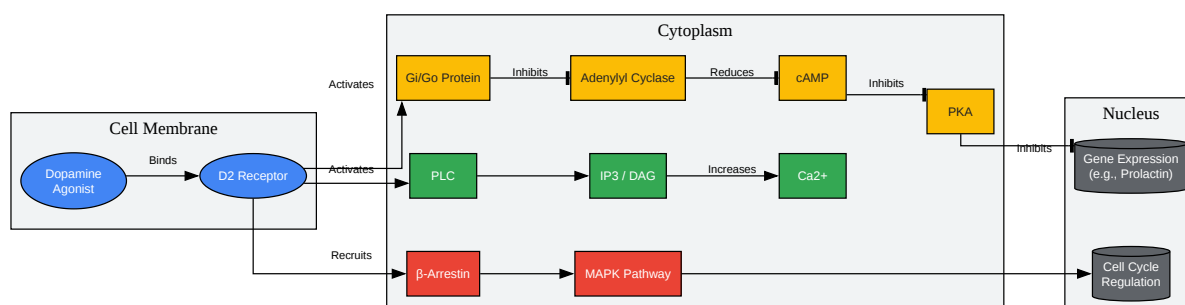 Cytoplasm
Gi/Go Protein
Inhibits
Adenylyl Cyclase
Reduces
cAMP
Inhibits
Activates
PKA
Nucleus
Cell Membrane
Binds
Inhibits
Gene Expression
(e.g., Prolactin)
Dopamine
Agonist
D2 Receptor
Activates
PLC
IP3 / DAG
Increases
Ca2+
Recruits
β-Arrestin
MAPK Pathway
Cell Cycle
Regulation